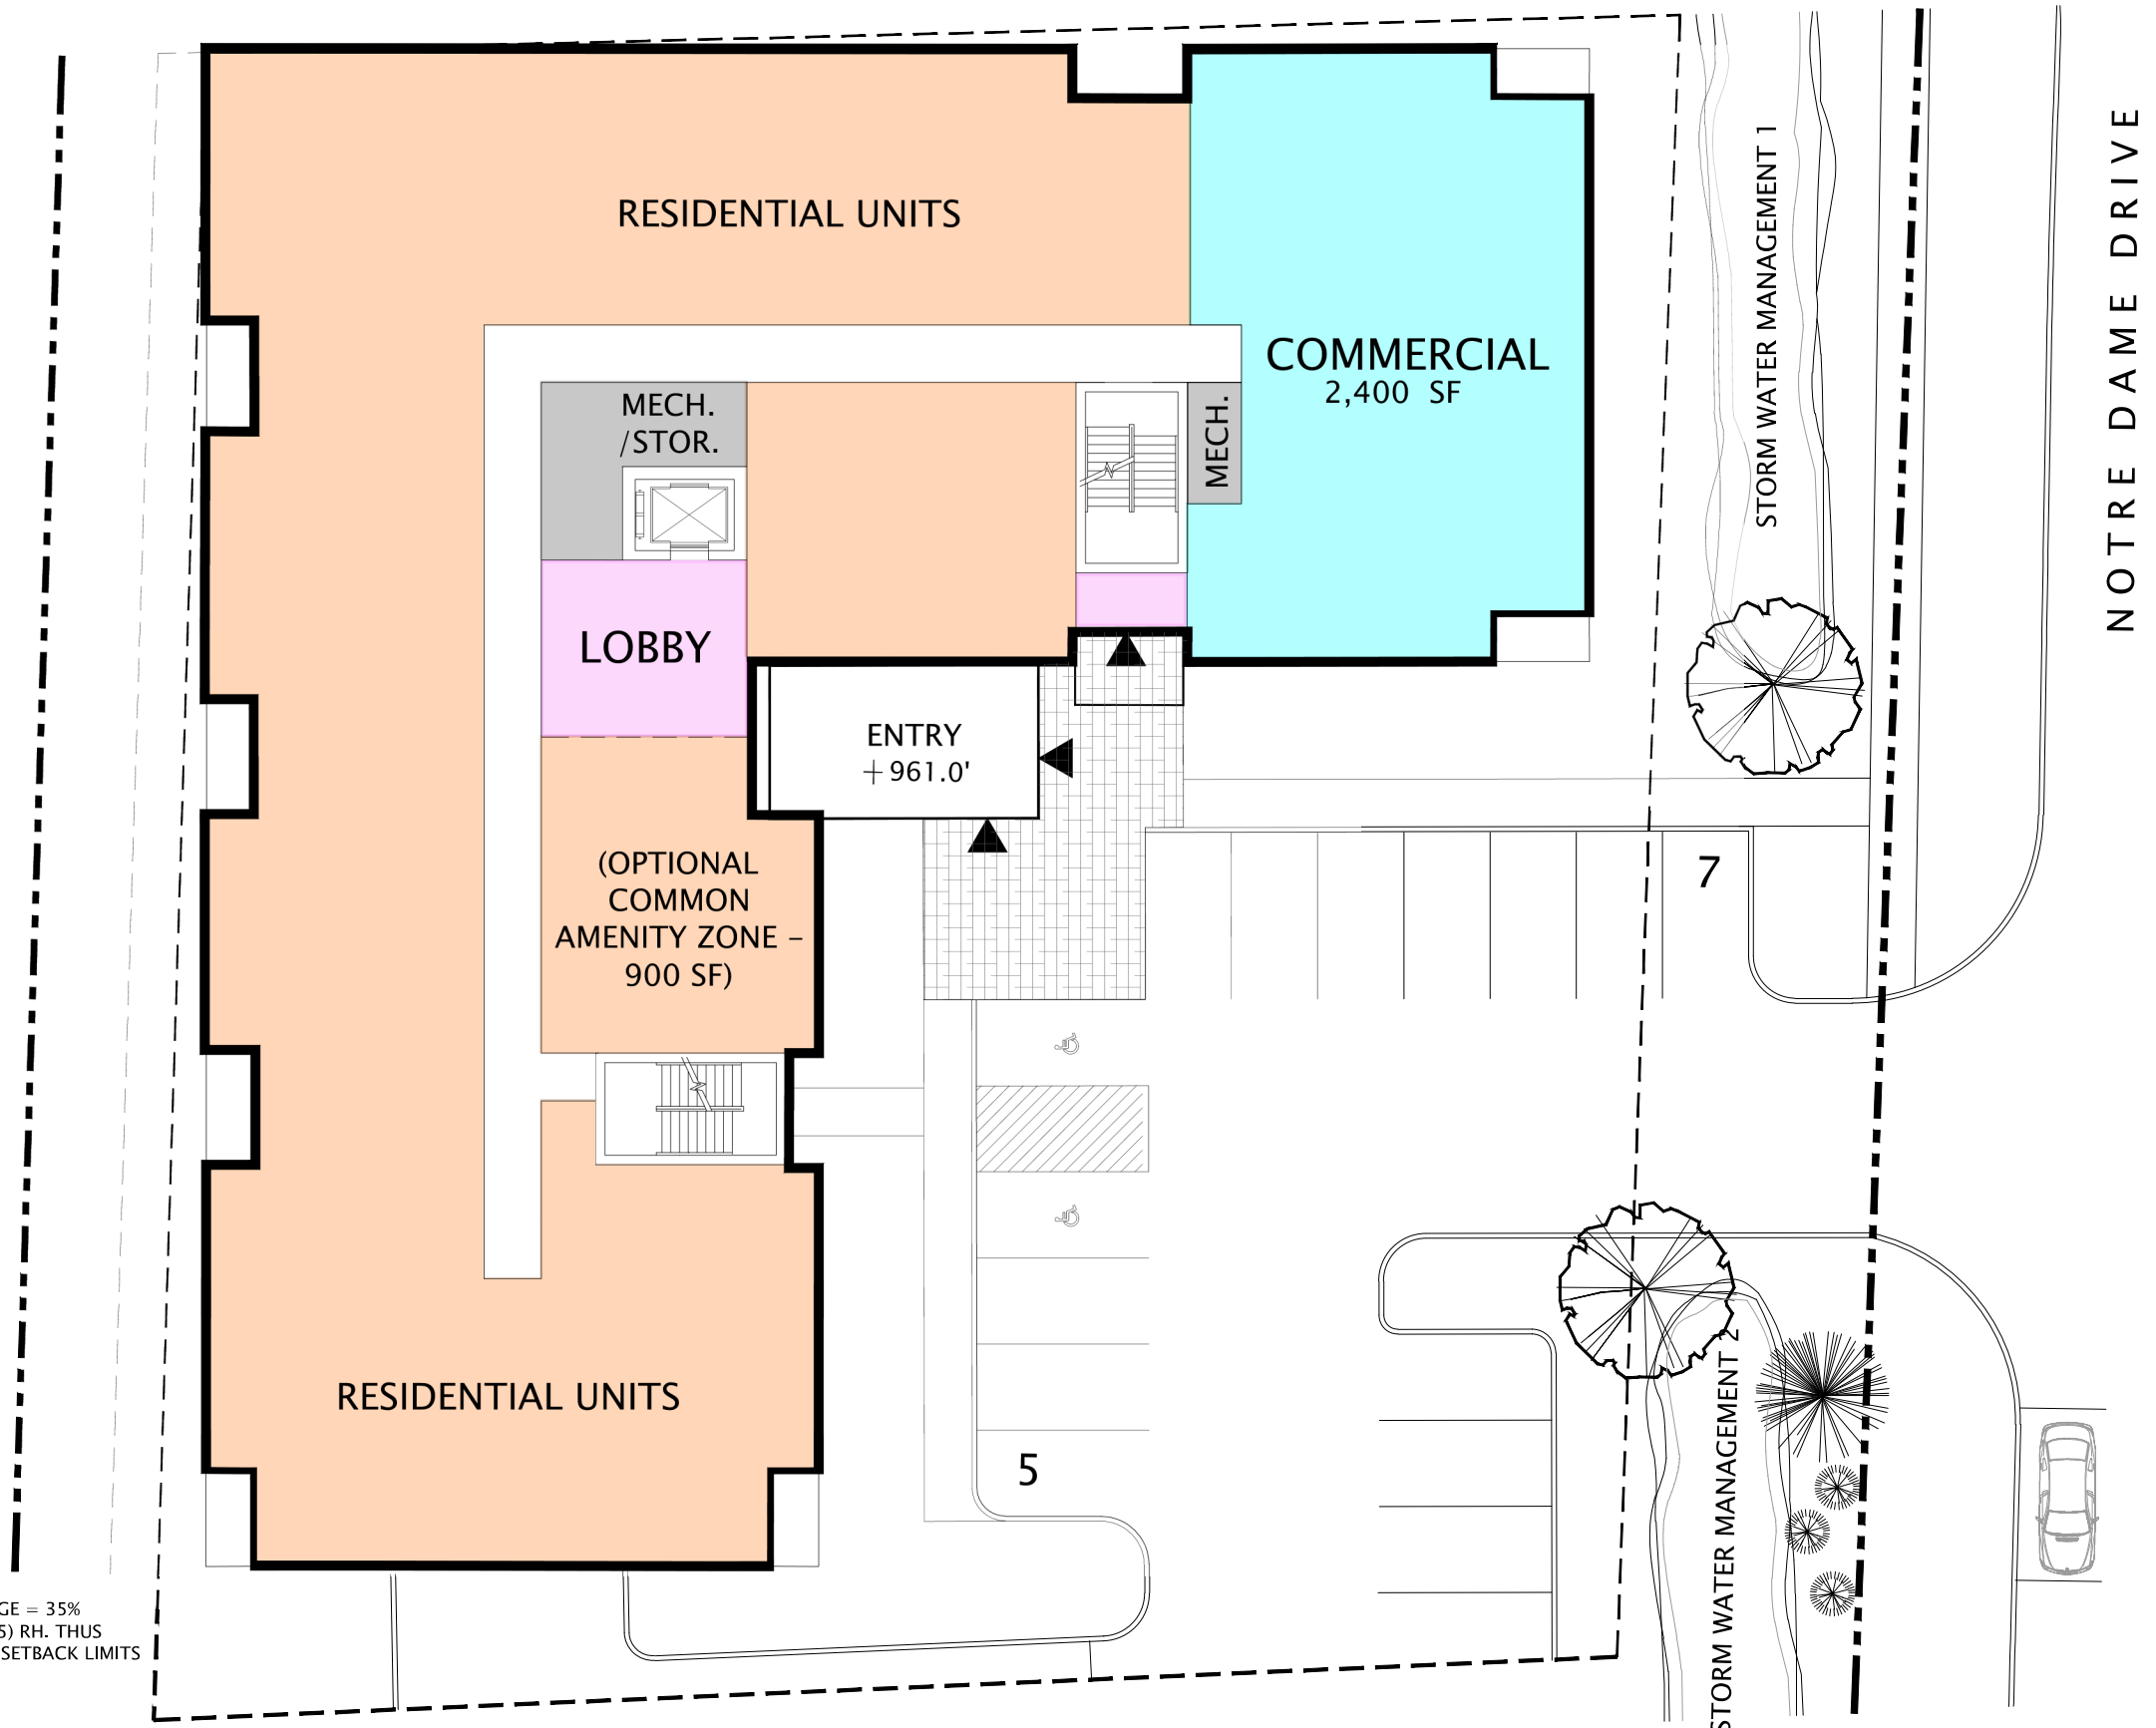 RESIDENTIAL UNITS
COMMERCIAL
2,400 SF
MECH.
/STOR.
MECH.
LOBBY
ENTRY
+961.0'
(OPTIONAL
COMMON
AMENITY ZONE –
900 SF)
RESIDENTIAL UNITS
7
5
STORM WATER MANAGEMENT 1
NOTRE DAME DRIVE
STORM WATER MANAGEMENT 2
GE = 35%
5) RH. THUS
SETBACK LIMITS